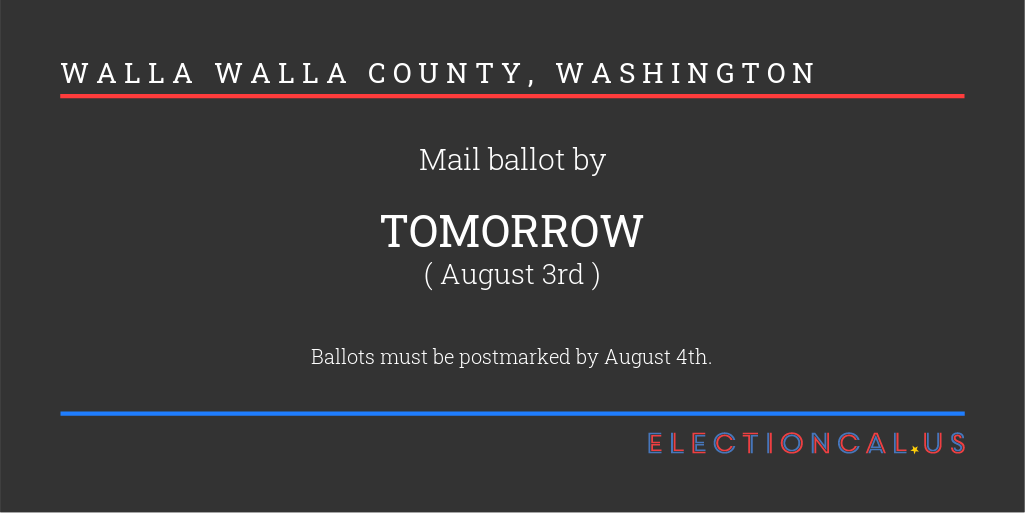 WALLA WALLA COUNTY, WASHINGTON
Mail ballot by
TOMORROW
( August 3rd )
Ballots must be postmarked by August 4th.
ELECTIONCAL.US